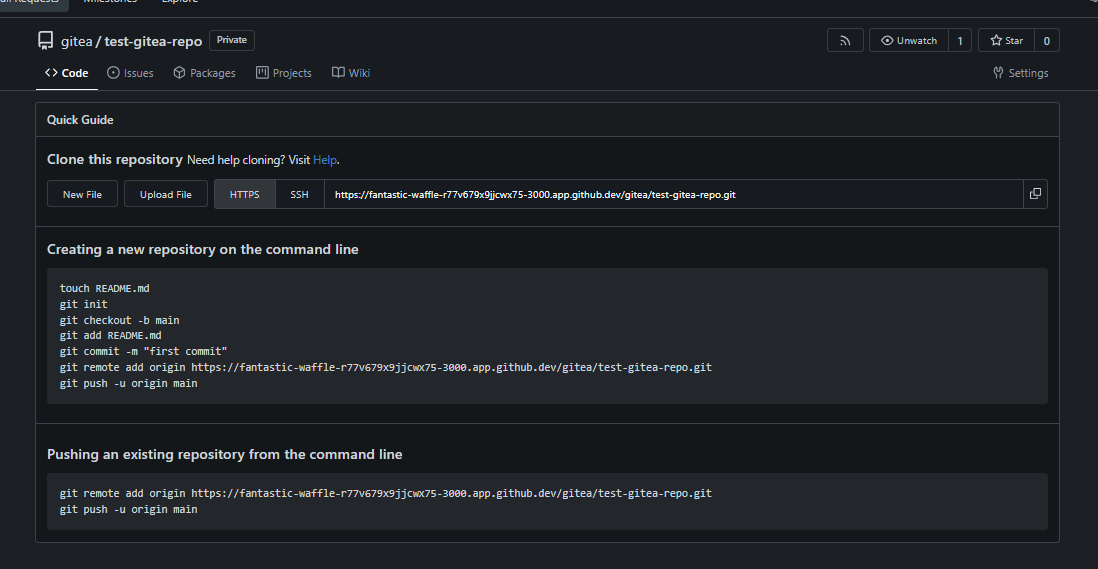 Milestones Explore
gitea / test-gitea-repo Private Unwatch 1 Star 0
<> Code Issues Packages Projects Wiki Settings
Quick Guide
Clone this repository Need help cloning? Visit Help.
New File Upload File HTTPS SSH https://fantastic-waffle-r77v679x9jjcwx75-3000.app.github.dev/gitea/test-gitea-repo.git
Creating a new repository on the command line
touch README.md
git init
git checkout -b main
git add README.md
git commit -m "first commit"
git remote add origin https://fantastic-waffle-r77v679x9jjcwx75-3000.app.github.dev/gitea/test-gitea-repo.git
git push -u origin main
Pushing an existing repository from the command line
git remote add origin https://fantastic-waffle-r77v679x9jjcwx75-3000.app.github.dev/gitea/test-gitea-repo.git
git push -u origin main